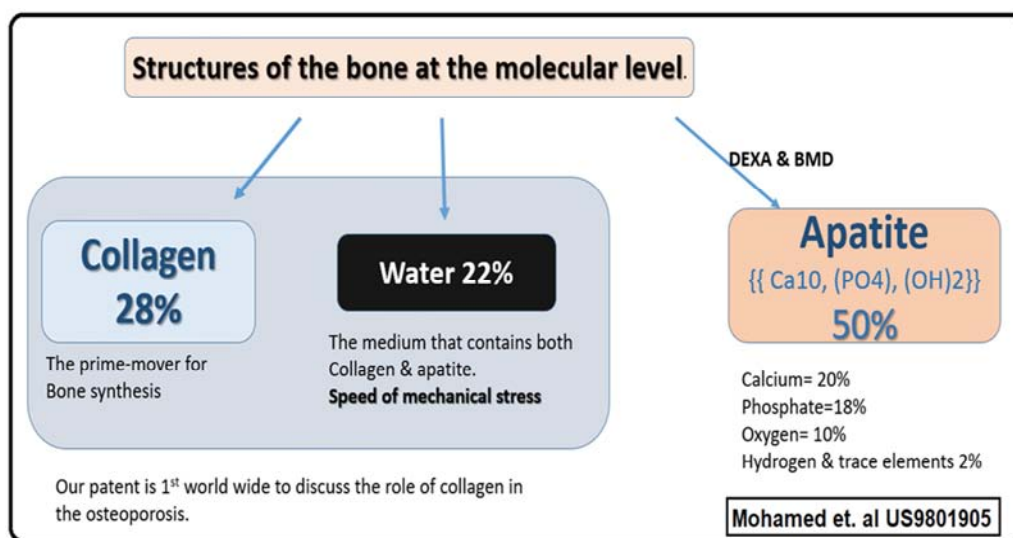 Structures of the bone at the molecular level.
DEXA & BMD
Collagen
28%
The prime-mover for
Bone synthesis
Water 22%
The medium that contains both
Collagen & apatite.
Speed of mechanical stress
Apatite
{{ Ca10, (PO4), (OH)2}}
50%
Calcium= 20%
Phosphate=18%
Oxygen= 10%
Hydrogen & trace elements 2%
Our patent is 1st world wide to discuss the role of collagen in
the osteoporosis.
Mohamed et. al US9801905